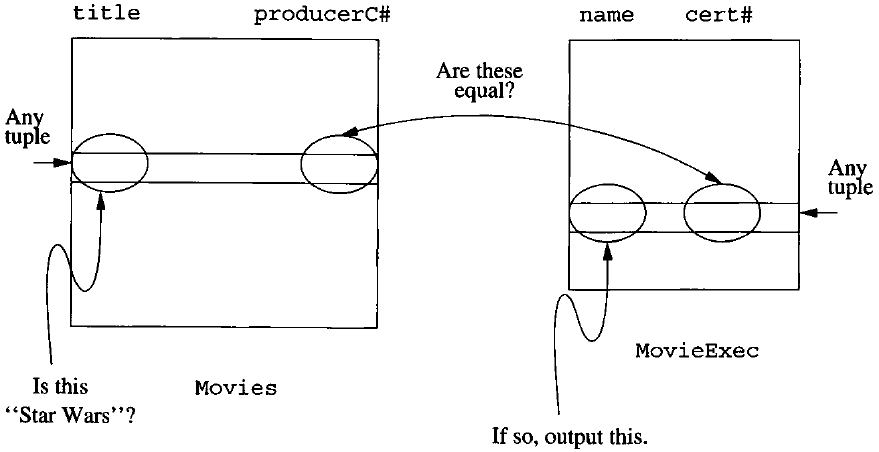 title producerC#
name cert#
Are these
equal?
Any
tuple
Any
tuple
MovieExec
Is this
‘‘Star Wars’’?
Movies
If so, output this.